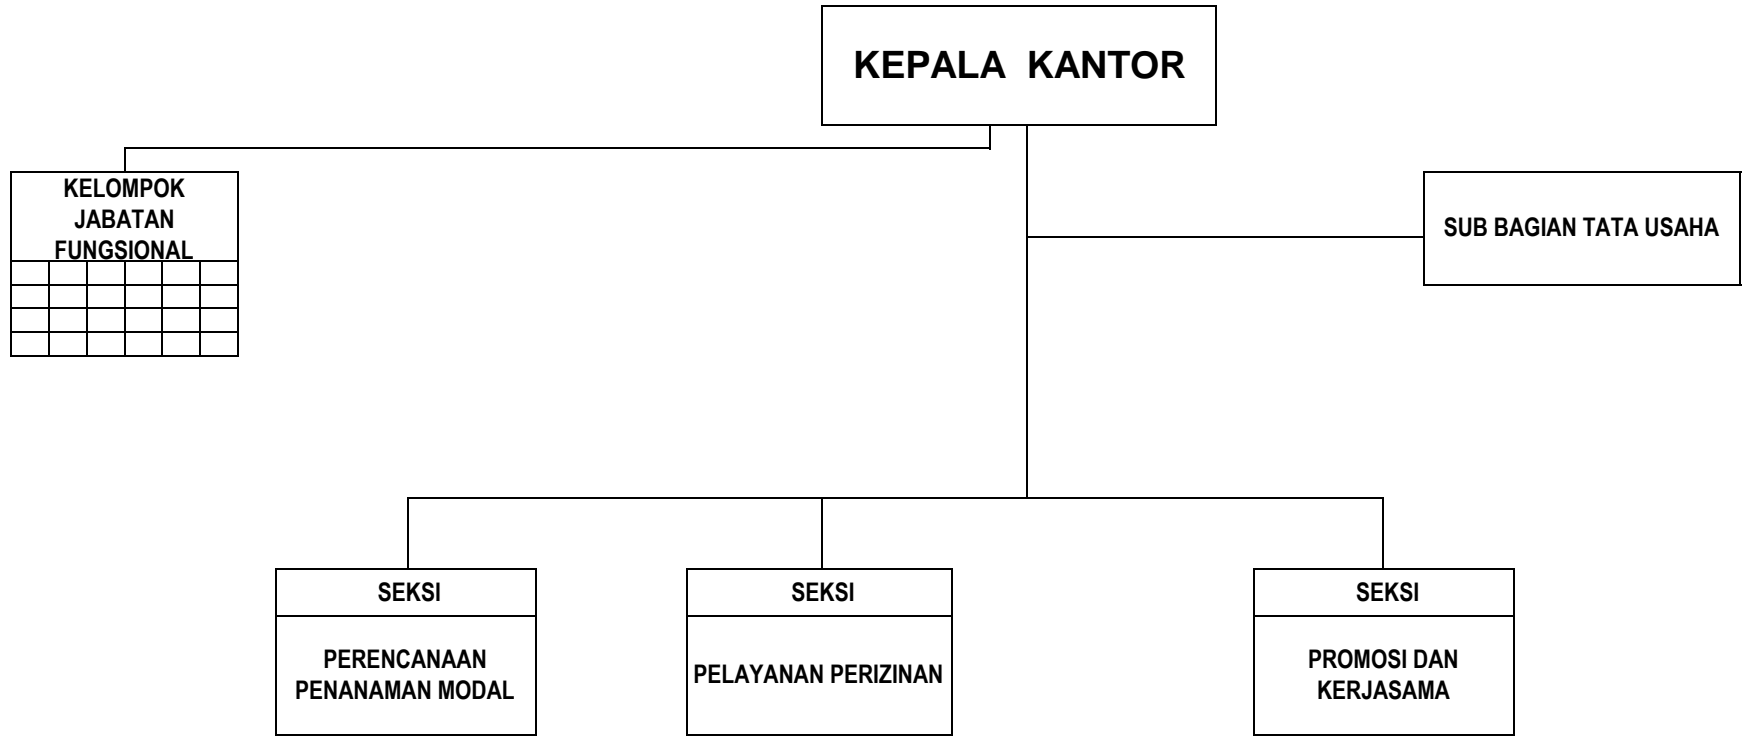 KEPALA KANTOR
KELOMPOK
JABATAN
FUNGSIONAL
SUB BAGIAN TATA USAHA
SEKSI
PERENCANAAN
PENANAMAN MODAL
SEKSI
PELAYANAN PERIZINAN
SEKSI
PROMOSI DAN
KERJASAMA